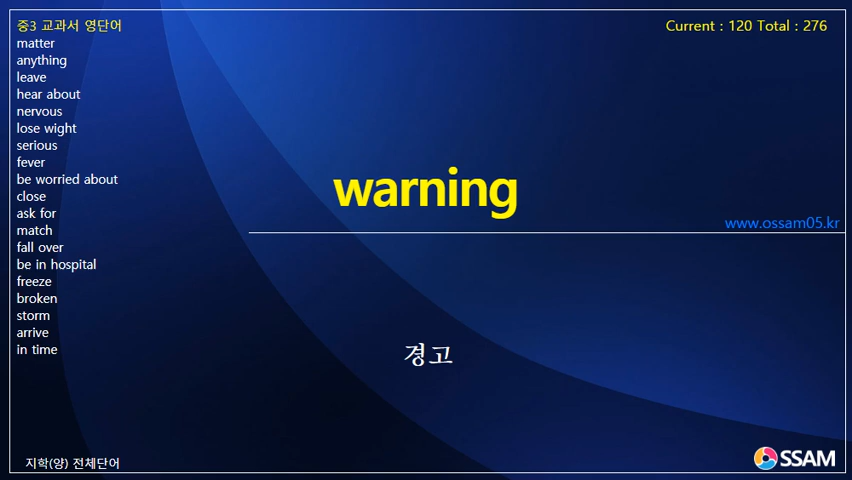 중3 교과서 영단어
Current : 120 Total : 276
matter
anything
leave
hear about
nervous
lose wight
serious
fever
be worried about
close
ask for
match
fall over
be in hospital
freeze
broken
storm
arrive
in time
warning
www.ossam05.kr
경고
지학(양) 전체단어
OSSAM